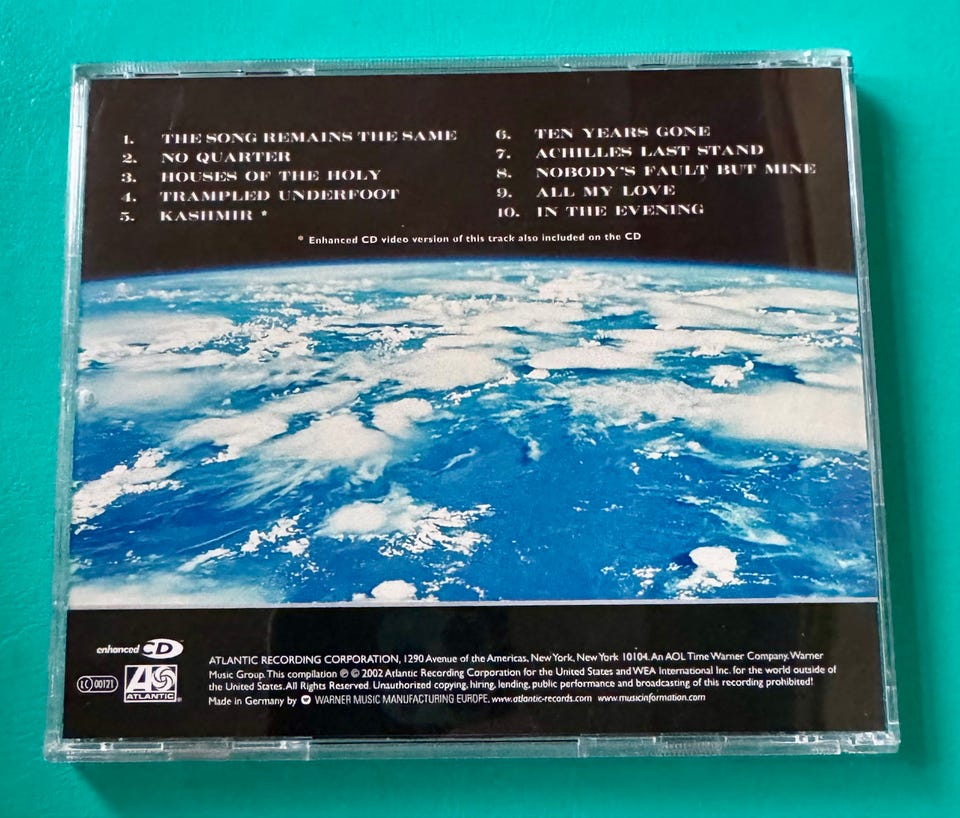 1. THE SONG REMAINS THE SAME
2. NO QUARTER
3. HOUSES OF THE HOLY
4. TRAMPLED UNDERFOOT
5. KASHMIR *
6. TEN YEARS GONE
7. ACHILLES LAST STAND
8. NOBODY'S FAULT BUT MINE
9. ALL MY LOVE
10. IN THE EVENING
* Enhanced CD video version of this track also included on the CD
enhanced CD
LC 00121
ATLANTIC
ATLANTIC RECORDING CORPORATION, 1290 Avenue of the Americas, New York, New York 10104. An AOL Time Warner Company. Warner
Music Group. This compilation ℗ © 2002 Atlantic Recording Corporation for the United States and WEA International Inc. for the world outside of
the United States. All Rights Reserved. Unauthorized copying, hiring, lending, public performance and broadcasting of this recording prohibited!
Made in Germany by WARNER MUSIC MANUFACTURING EUROPE, www.atlantic-records.com www.musicinformation.com